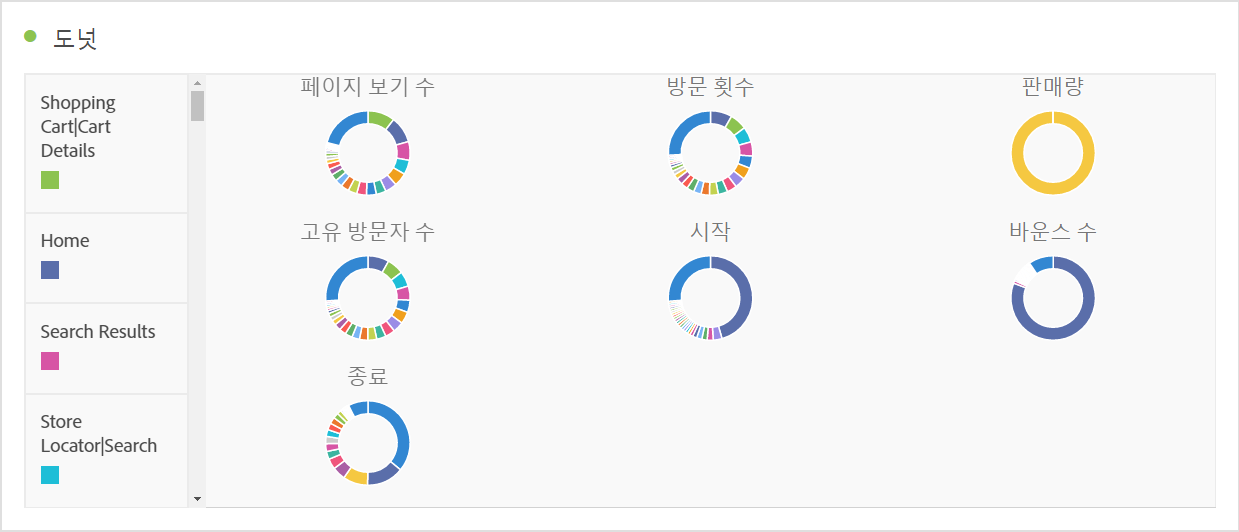 도넛
Shopping
Cart|Cart
Details
Home
Search Results
Store
Locator|Search
페이지 보기 수
방문 횟수
판매량
고유 방문자 수
시작
바운스 수
종료